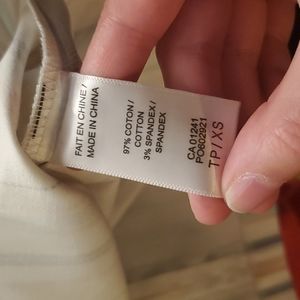 FAIT EN CHINE /
MADE IN CHINA
97% COTON /
COTTON
3% SPANDEX /
SPANDEX
CA 01241
PO602921
TP / XS